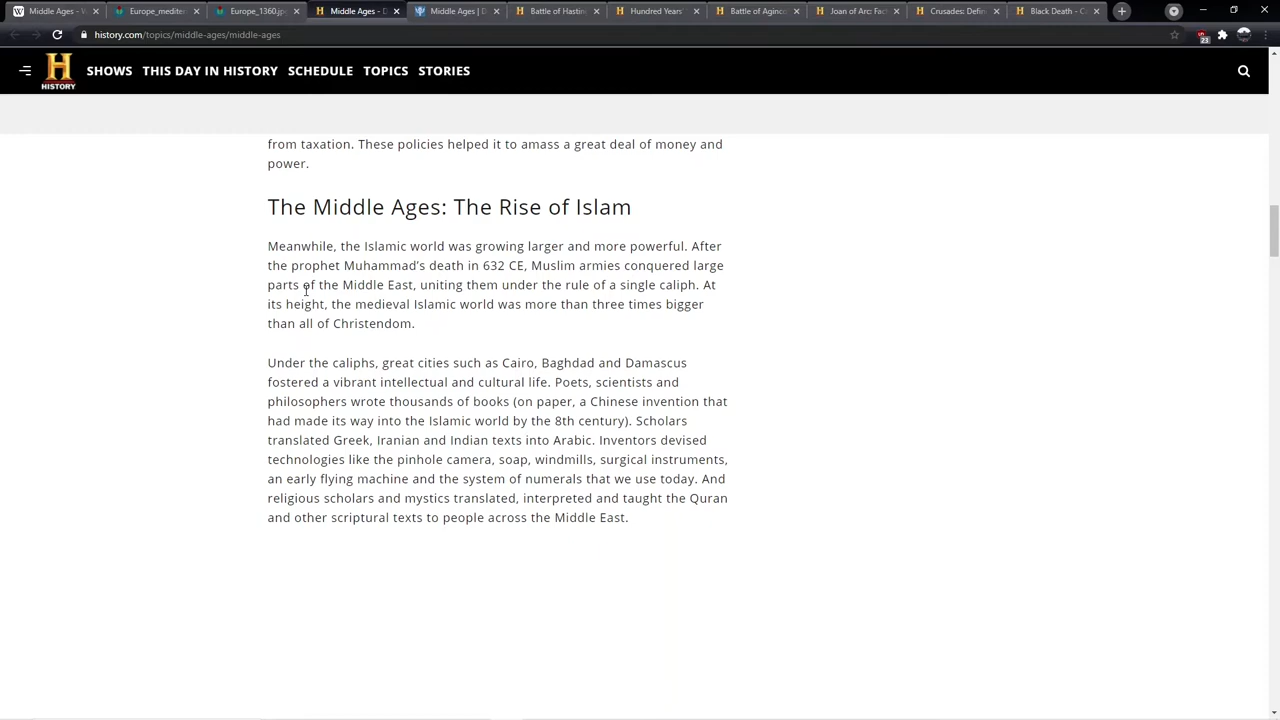 Middle Ages - 
Europe_mediter
Europe_1360.jpg
Middle Ages - D
Middle Ages | D
Battle of Hasting
Hundred Years'
Battle of Aginco
Joan of Arc: Fact
Crusades: Defin
Black Death - C
history.com/topics/middle-ages/middle-ages
23
H
HISTORY
SHOWS
THIS DAY IN HISTORY
SCHEDULE
TOPICS
STORIES
from taxation. These policies helped it to amass a great deal of money and
power.
The Middle Ages: The Rise of Islam
Meanwhile, the Islamic world was growing larger and more powerful. After
the prophet Muhammad's death in 632 CE, Muslim armies conquered large
parts of the Middle East, uniting them under the rule of a single caliph. At
its height, the medieval Islamic world was more than three times bigger
than all of Christendom.
Under the caliphs, great cities such as Cairo, Baghdad and Damascus
fostered a vibrant intellectual and cultural life. Poets, scientists and
philosophers wrote thousands of books (on paper, a Chinese invention that
had made its way into the Islamic world by the 8th century). Scholars
translated Greek, Iranian and Indian texts into Arabic. Inventors devised
technologies like the pinhole camera, soap, windmills, surgical instruments,
an early flying machine and the system of numerals that we use today. And
religious scholars and mystics translated, interpreted and taught the Quran
and other scriptural texts to people across the Middle East.